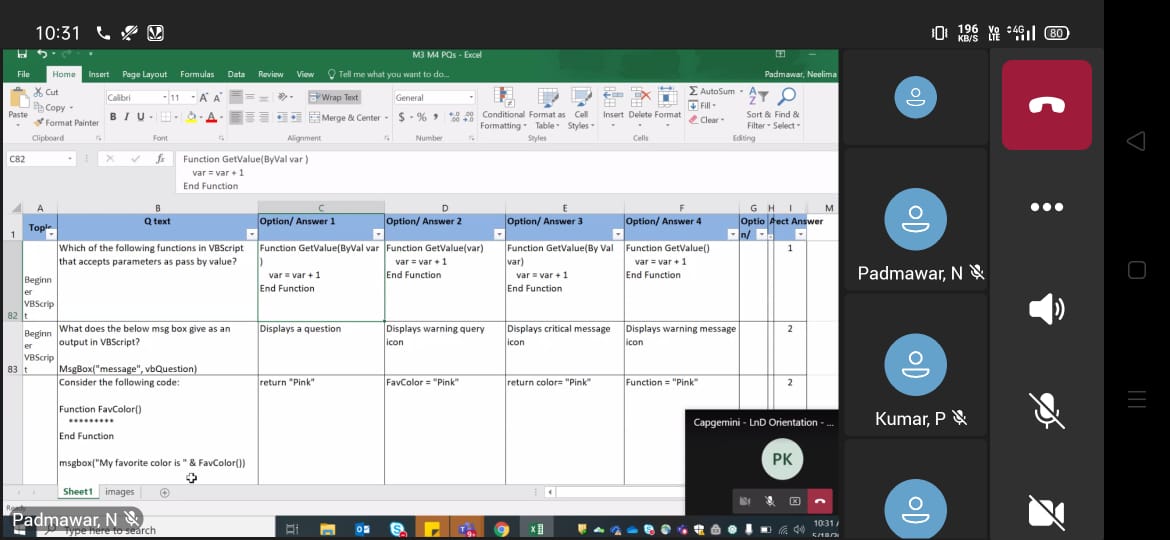 10:31
196 KB/S Vo LTE 4G 80
M3 M4 PQs - Excel
File Home Insert Page Layout Formulas Data Review View Tell me what you want to do... Padmawar, Neelima
Cut
Copy
Format Painter
Paste
Clipboard
Calibri 11 A A
B I U A
Font
Wrap Text
Merge & Center
Alignment
General
$ % ,
Number
Conditional Formatting Format as Table Cell Styles
Styles
Insert Delete Format
Cells
AutoSum
Fill
Clear
Sort & Filter Find & Select
Editing
C82 fx
Function GetValue(ByVal var )
var = var + 1
End Function
A B C D E F G H I M
1 Topic Q text Option/ Answer 1 Option/ Answer 2 Option/ Answer 3 Option/ Answer 4 Optio n/ A ect Answer
82
Beginn
er
VBScrip
t
Which of the following functions in VBScript
that accepts parameters as pass by value?
Function GetValue(ByVal var
)
var = var + 1
End Function
Function GetValue(var)
var = var + 1
End Function
Function GetValue(By Val
var)
var = var + 1
End Function
Function GetValue()
var = var + 1
End Function
1
83
Beginn
er
VBScrip
t
What does the below msg box give as an
output in VBScript?
MsgBox("message", vbQuestion)
Displays a question
Displays warning query
icon
Displays critical message
icon
Displays warning message
icon
2
Consider the following code:
Function FavColor()
*********
End Function
msgbox("My favorite color is " & FavColor())
return "Pink"
FavColor = "Pink"
return color= "Pink"
Function = "Pink"
2
Sheet1 images
Capgemini - LnD Orientation - ...
PK
Padmawar, N
Type here to search
10:31
Padmawar, N
Kumar, P